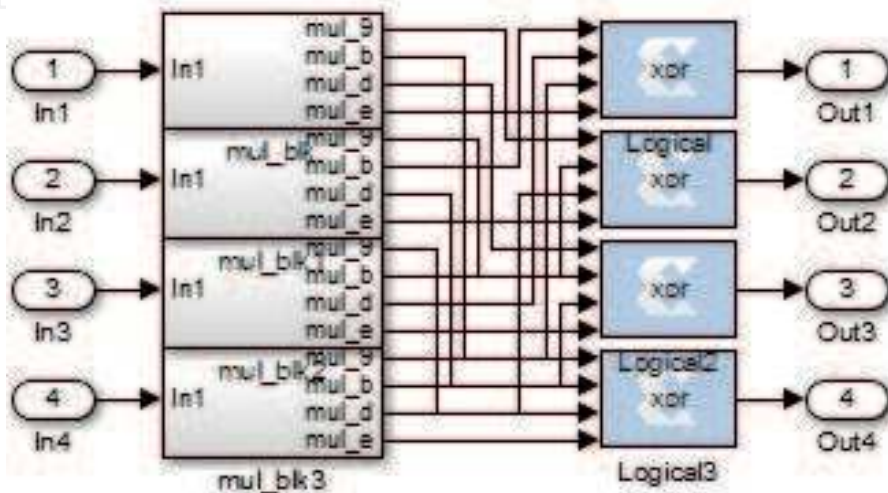 1
In1
2
In2
3
In3
4
In4
In1
mul_9
mul_b
mul_d
mul_e
mul_blk
In1
mul_9
mul_b
mul_d
mul_e
mul_blk1
In1
mul_9
mul_b
mul_d
mul_e
mul_blk2
In1
mul_9
mul_b
mul_d
mul_e
mul_blk3
xor
Logical
xor
xor
Logical2
xor
Logical3
1
Out1
2
Out2
3
Out3
4
Out4